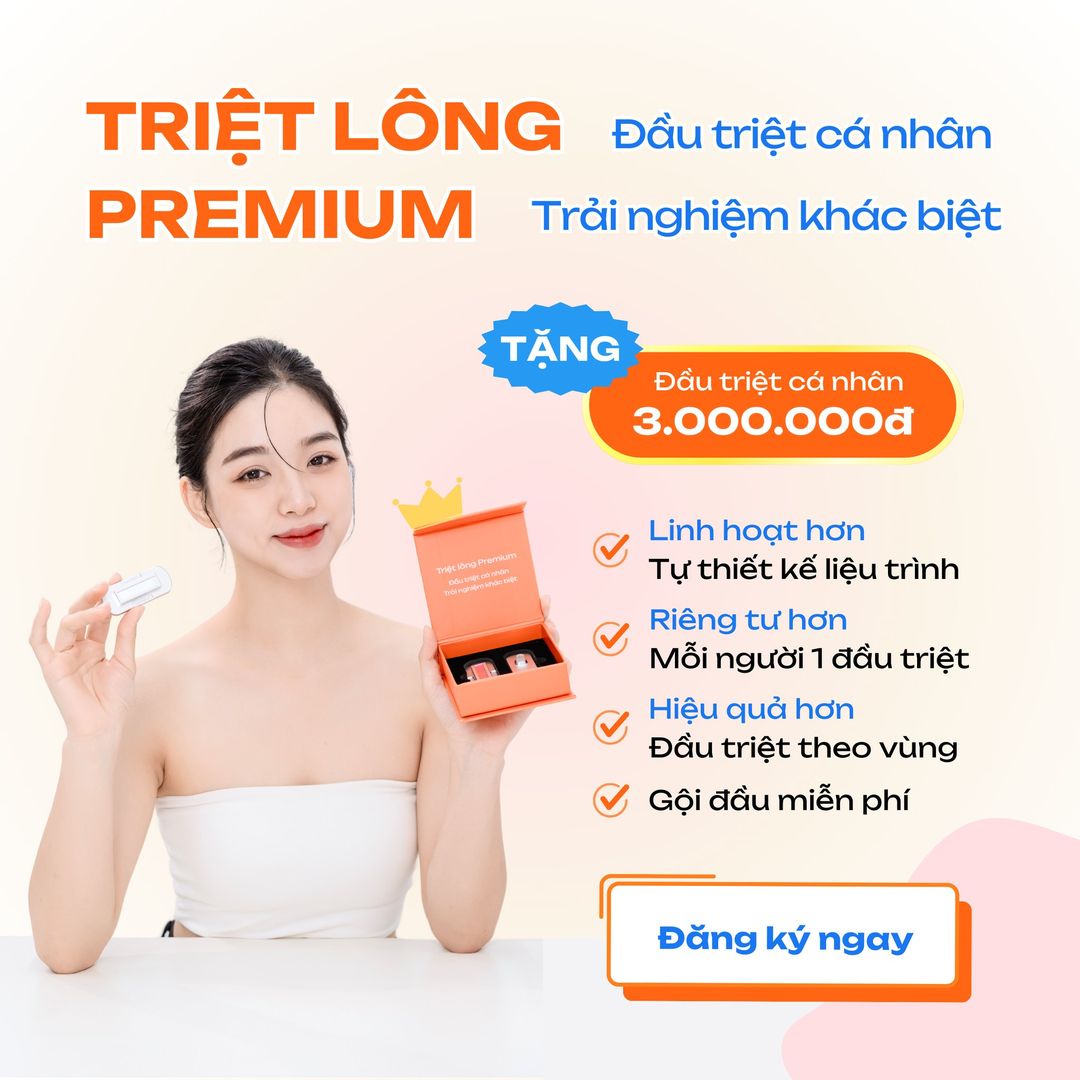 TRIỆT LÔNG
PREMIUM
Đầu triệt cá nhân
Trải nghiệm khác biệt
TẶNG
Đầu triệt cá nhân
3.000.000đ
Triệt lông Premium
Đầu triệt cá nhân
Trải nghiệm khác biệt
Linh hoạt hơn
Tự thiết kế liệu trình
Riêng tư hơn
Mỗi người 1 đầu triệt
Hiệu quả hơn
Đầu triệt theo vùng
Gội đầu miễn phí
Đăng ký ngay